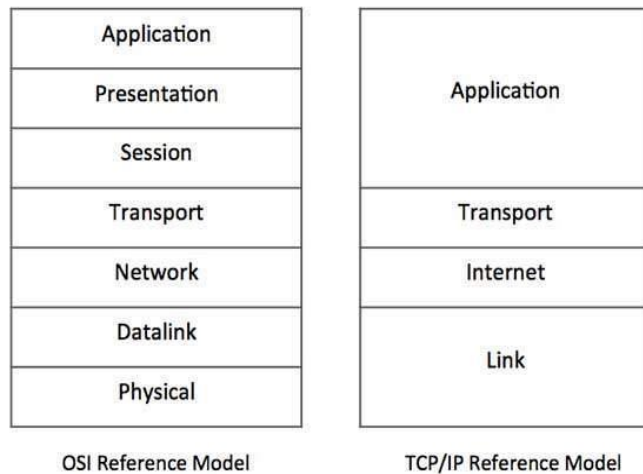 Application
Presentation
Session
Transport
Network
Datalink
Physical
OSI Reference Model
Application
Transport
Internet
Link
TCP/IP Reference Model